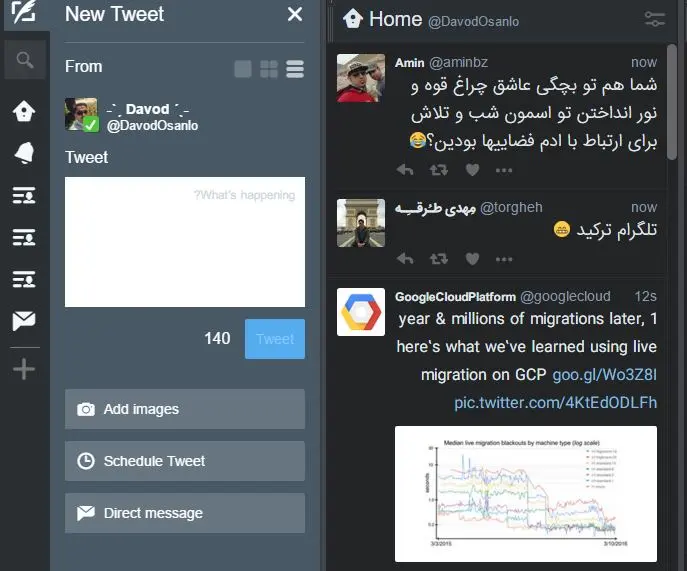 New Tweet
From
-`ˏ Davod ˊˎ-
@DavodOsanlo
Tweet
?What's happening
140
Tweet
Add images
Schedule Tweet
Direct message
Home @DavodOsanlo
Amin @aminbz now
شما هم تو بچگی عاشق چراغ قوه و
نور انداختن تو اسمون شب و تلاش
برای ارتباط با ادم فضاییها بودین؟😂
مهدی طُرقـــه @torgheh now
تلگرام ترکید 😁
GoogleCloudPlatform @googlecloud 12s
year & millions of migrations later, 1
here's what we've learned using live
migration on GCP goo.gl/Wo3Z8I
pic.twitter.com/4KtEdODLFh
Median live migration blackouts by machine type (log scale)
seconds
3/3/2015
3/10/2016